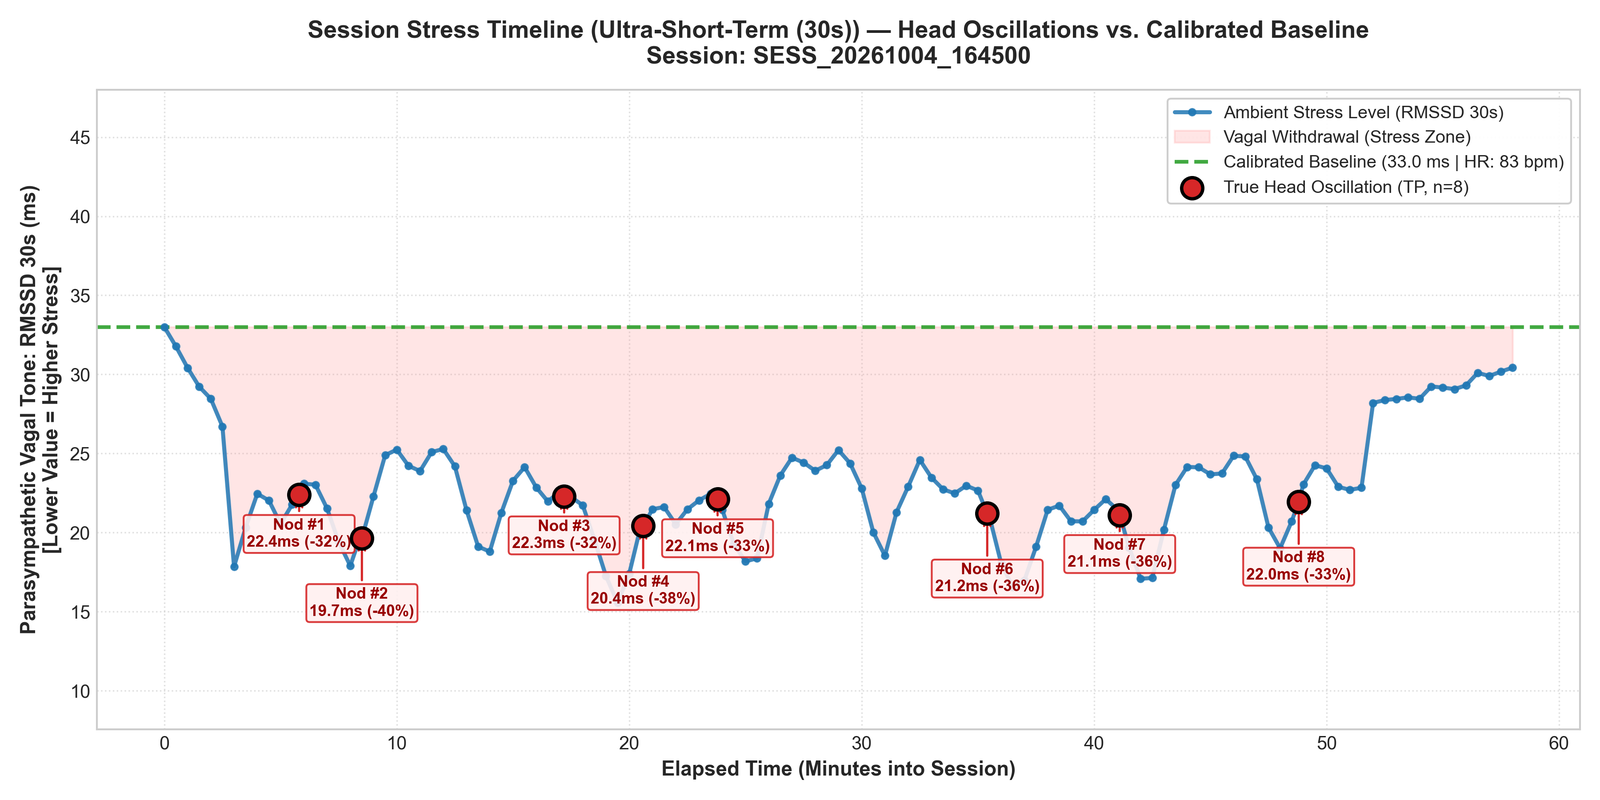 Session Stress Timeline (Ultra-Short-Term (30s)) — Head Oscillations vs. Calibrated Baseline
Session: SESS_20261004_164500
Ambient Stress Level (RMSSD 30s)
Vagal Withdrawal (Stress Zone)
Calibrated Baseline (33.0 ms | HR: 83 bpm)
True Head Oscillation (TP, n=8)
Parasympathetic Vagal Tone: RMSSD 30s (ms)
[Lower Value = Higher Stress]
45
40
35
30
25
20
15
10
Nod #1
22.4ms (-32%)
Nod #2
19.7ms (-40%)
Nod #3
22.3ms (-32%)
Nod #4
20.4ms (-38%)
Nod #5
22.1ms (-33%)
Nod #6
21.2ms (-36%)
Nod #7
21.1ms (-36%)
Nod #8
22.0ms (-33%)
0 10 20 30 40 50 60
Elapsed Time (Minutes into Session)